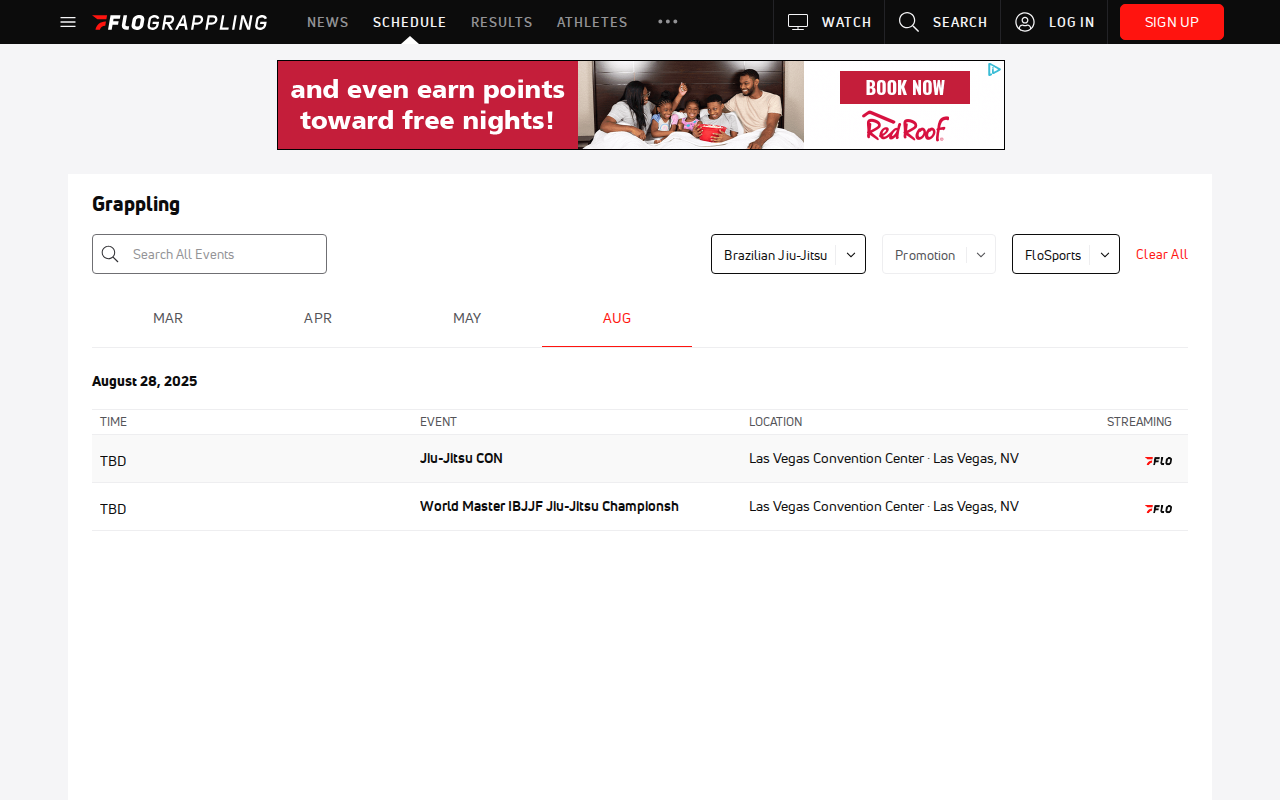 FLOGRAPPLING NEWS SCHEDULE RESULTS ATHLETES ••• WATCH SEARCH LOG IN SIGN UP
and even earn points
toward free nights!
BOOK NOW
Red Roof
Grappling
Search All Events Brazilian Jiu-Jitsu Promotion FloSports Clear All
MAR APR MAY AUG
August 28, 2025
TIME EVENT LOCATION STREAMING
TBD Jiu-Jitsu CON Las Vegas Convention Center · Las Vegas, NV FLO
TBD World Master IBJJF Jiu-Jitsu Championsh Las Vegas Convention Center · Las Vegas, NV FLO